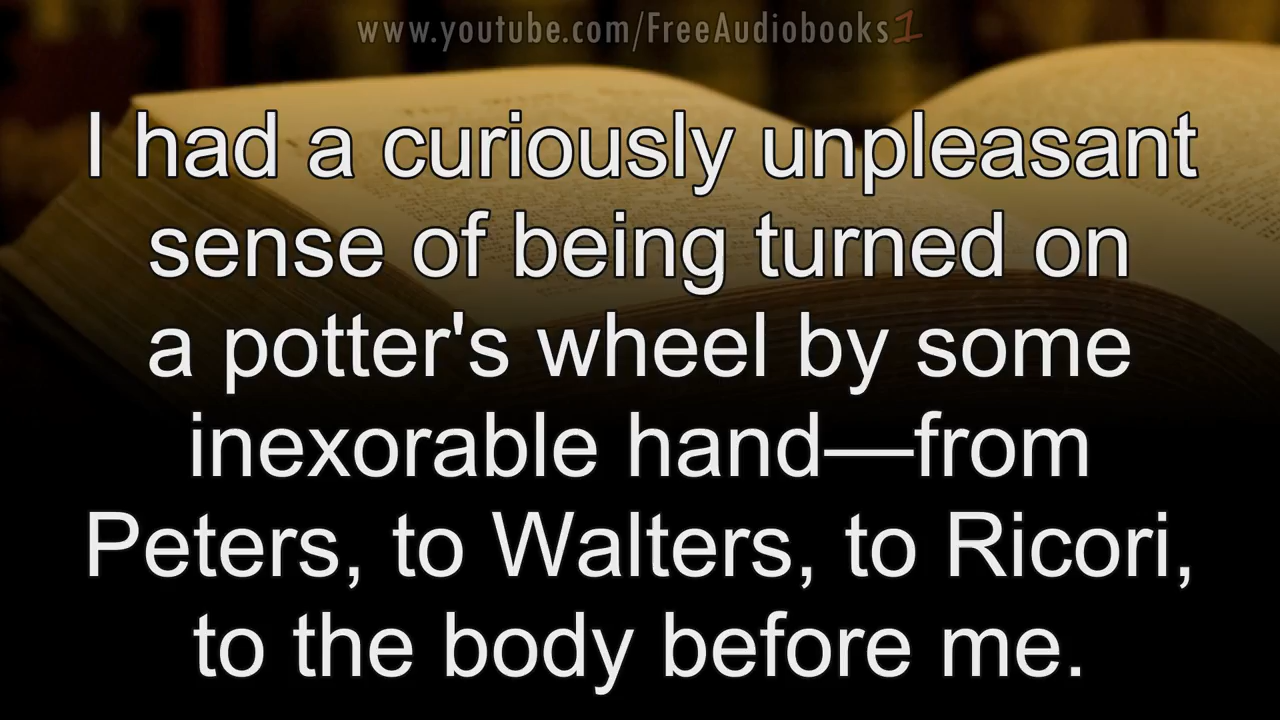 www.youtube.com/FreeAudiobooks1
I had a curiously unpleasant
sense of being turned on
a potter's wheel by some
inexorable hand—from
Peters, to Walters, to Ricori,
to the body before me.